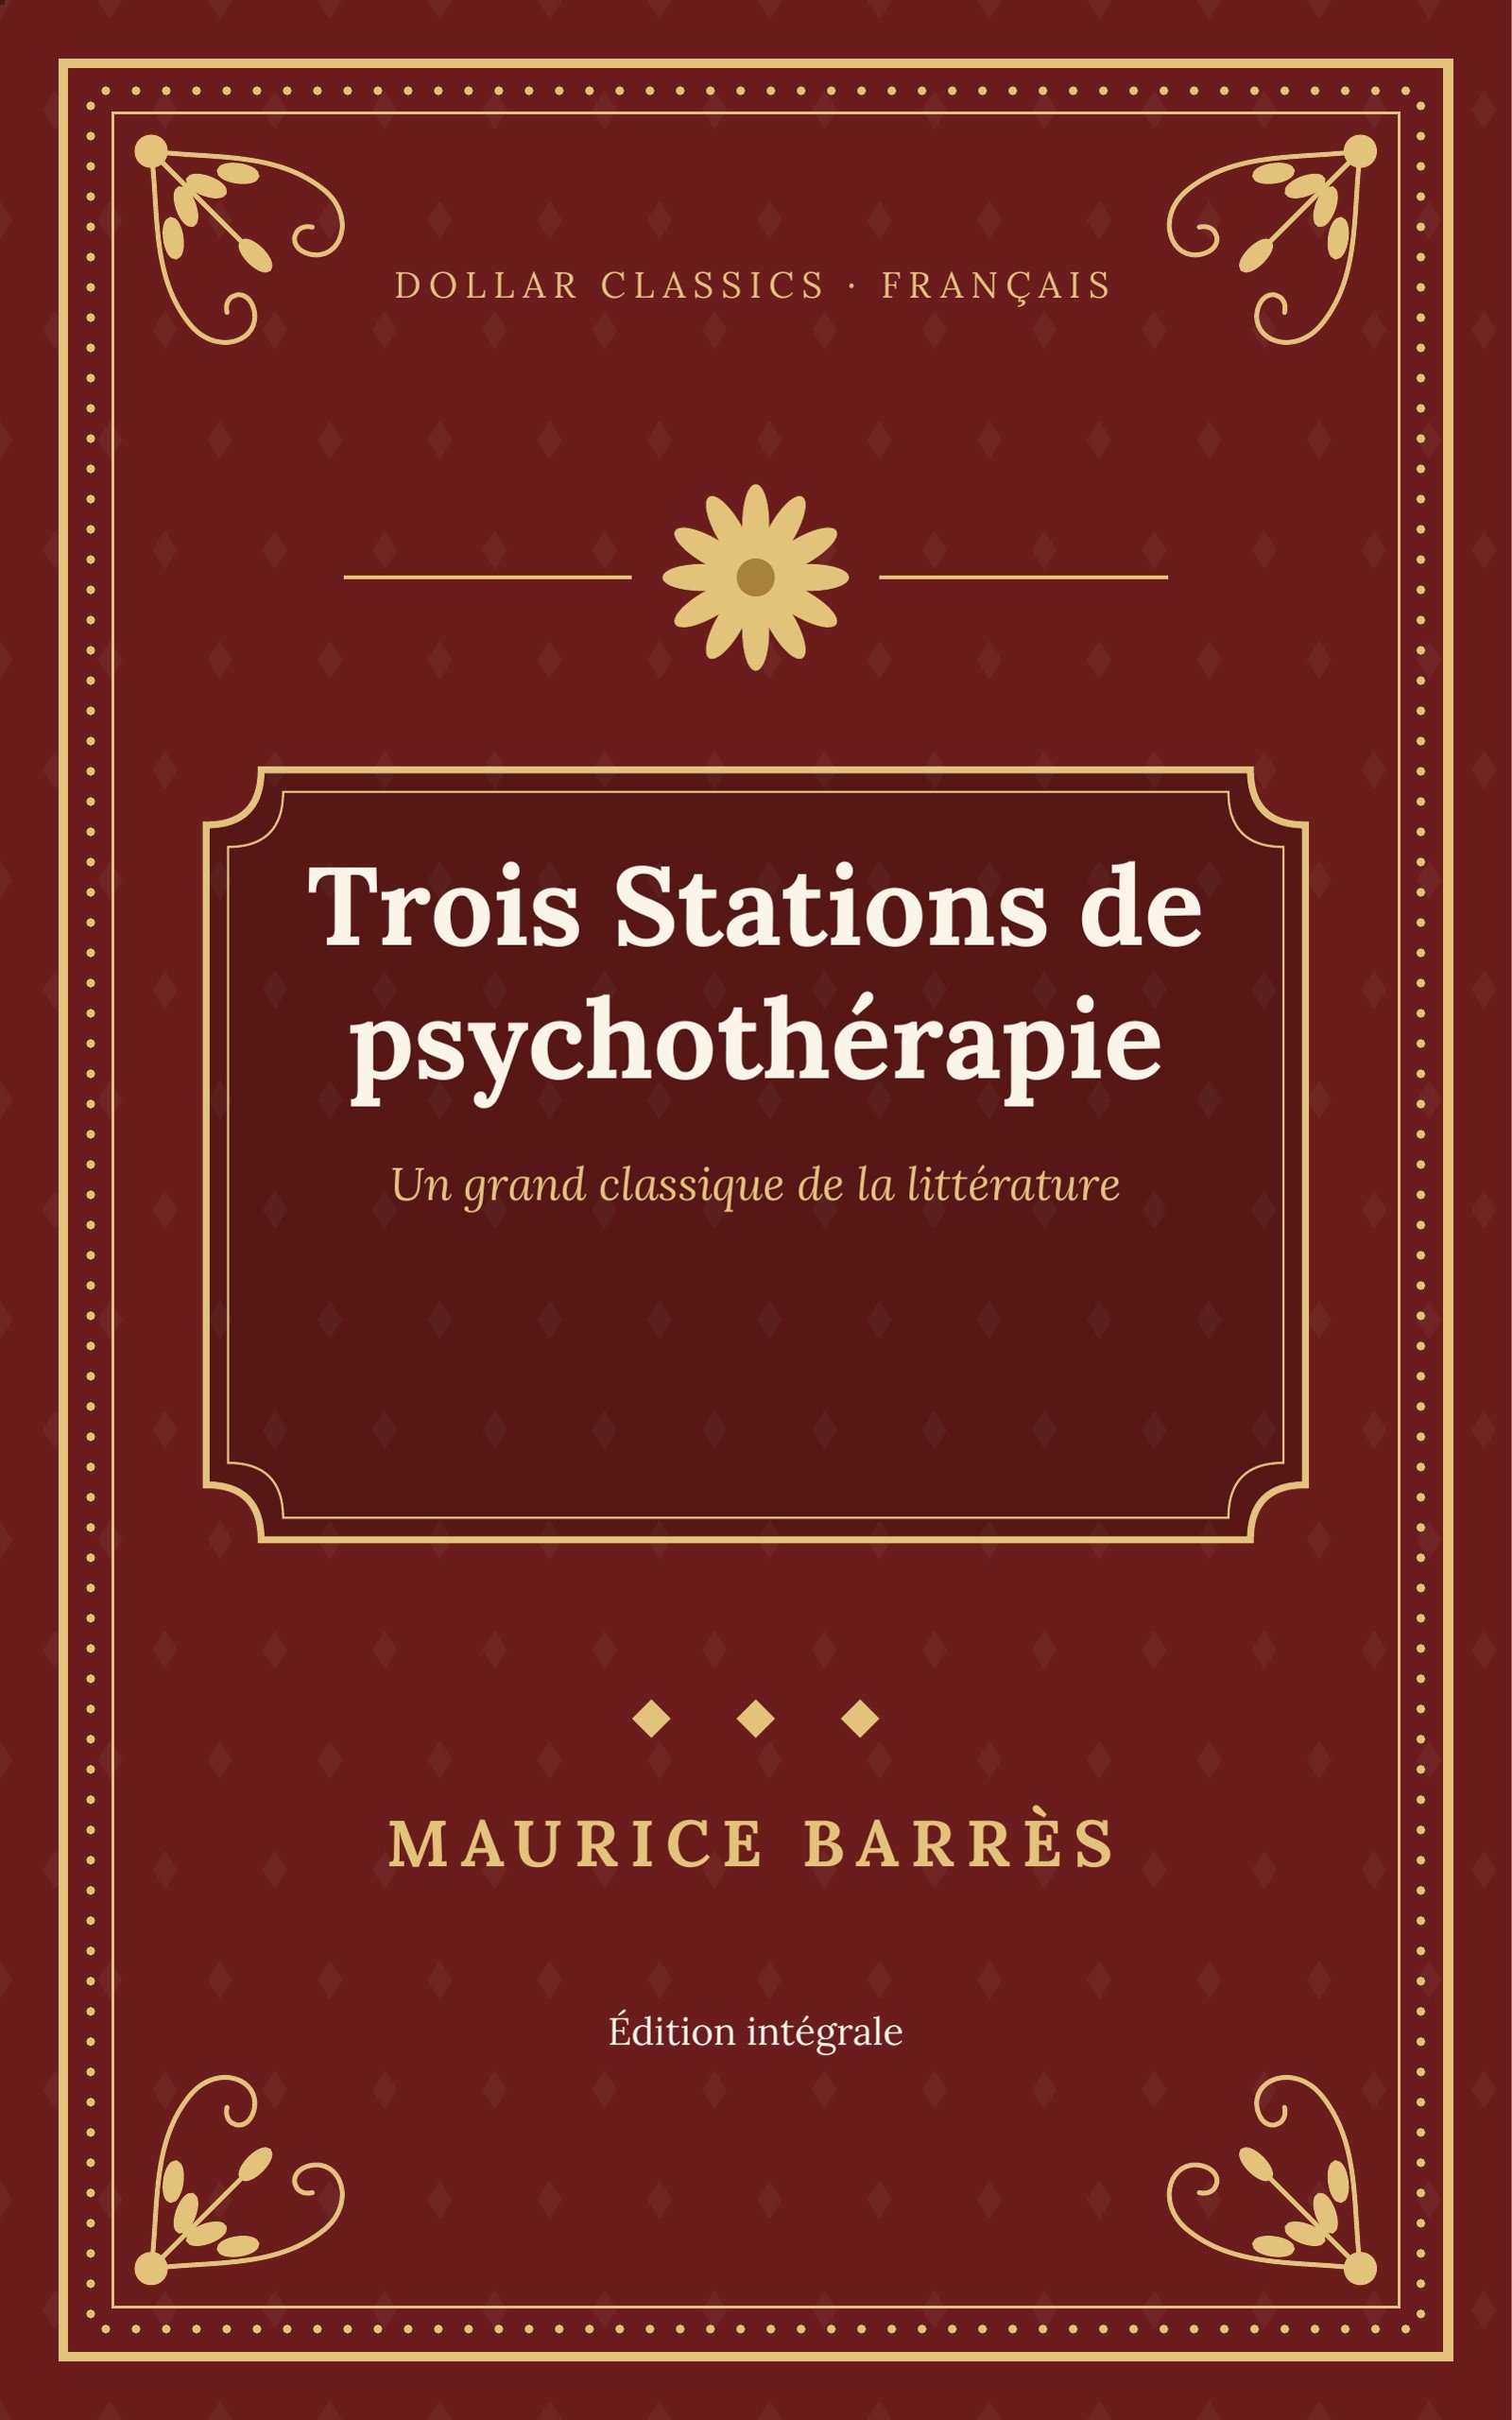 DOLLAR CLASSICS · FRANÇAIS
Trois Stations de
psychothérapie
Un grand classique de la littérature
MAURICE BARRÈS
Édition intégrale